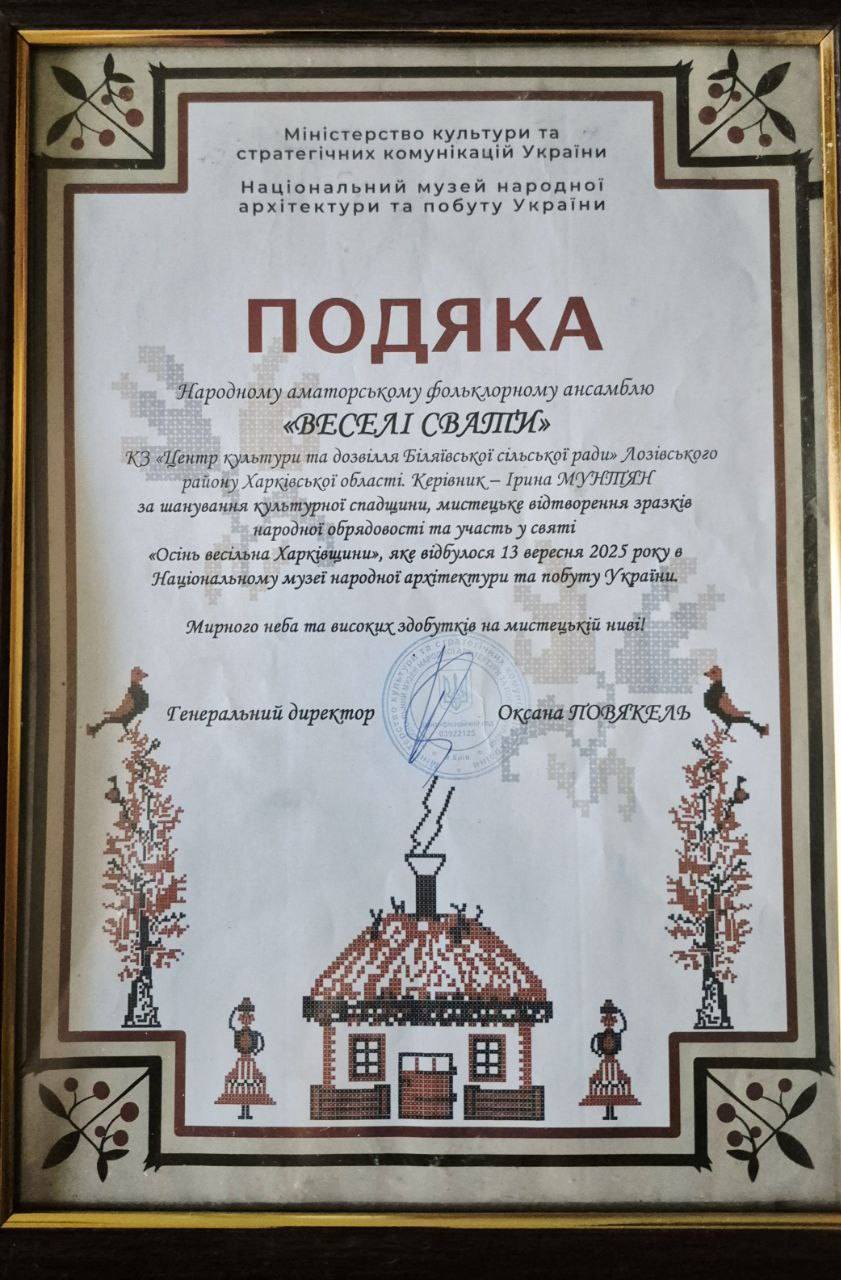 Міністерство культури та
стратегічних комунікацій України
Національний музей народної
архітектури та побуту України
ПОДЯКА
Народному аматорському фольклорному ансамблю
«ВЕСЕЛІ СВАТИ»
КЗ «Центр культури та дозвілля Біляївської сільської ради» Лозівського
району Харківської області. Керівник – Ірина МУНТЯН
за шанування культурної спадщини, мистецьке відтворення зразків
народної обрядовості та участь у святі
«Осінь весільна Харківщини», яке відбулося 13 вересня 2025 року в
Національному музеї народної архітектури та побуту України.
Мирного неба та високих здобутків на мистецькій ниві!
Генеральний директор
Оксана ПОВЯКЕЛЬ
03922125